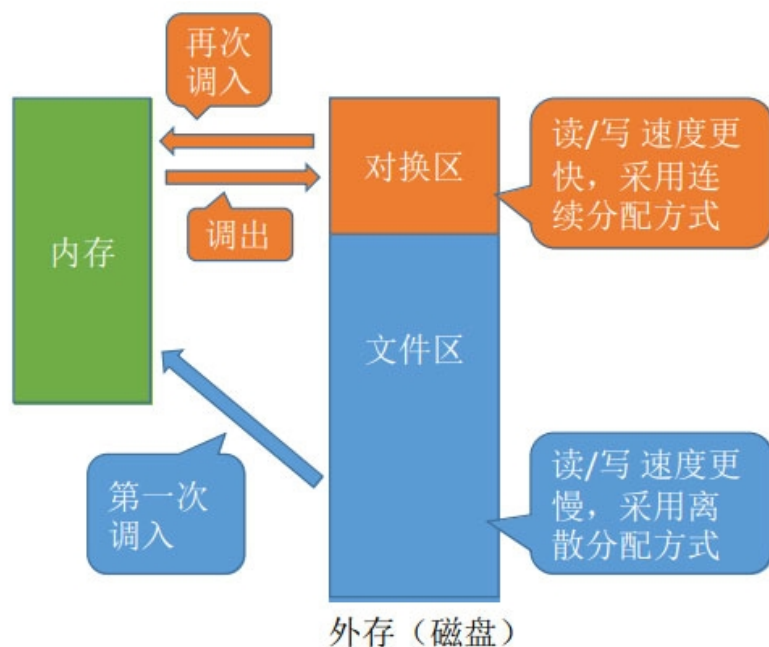 再次
调入
内存
调出
对换区
读/写 速度更
快，采用连
续分配方式
文件区
第一次
调入
读/写 速度更
慢，采用离
散分配方式
外存（磁盘）